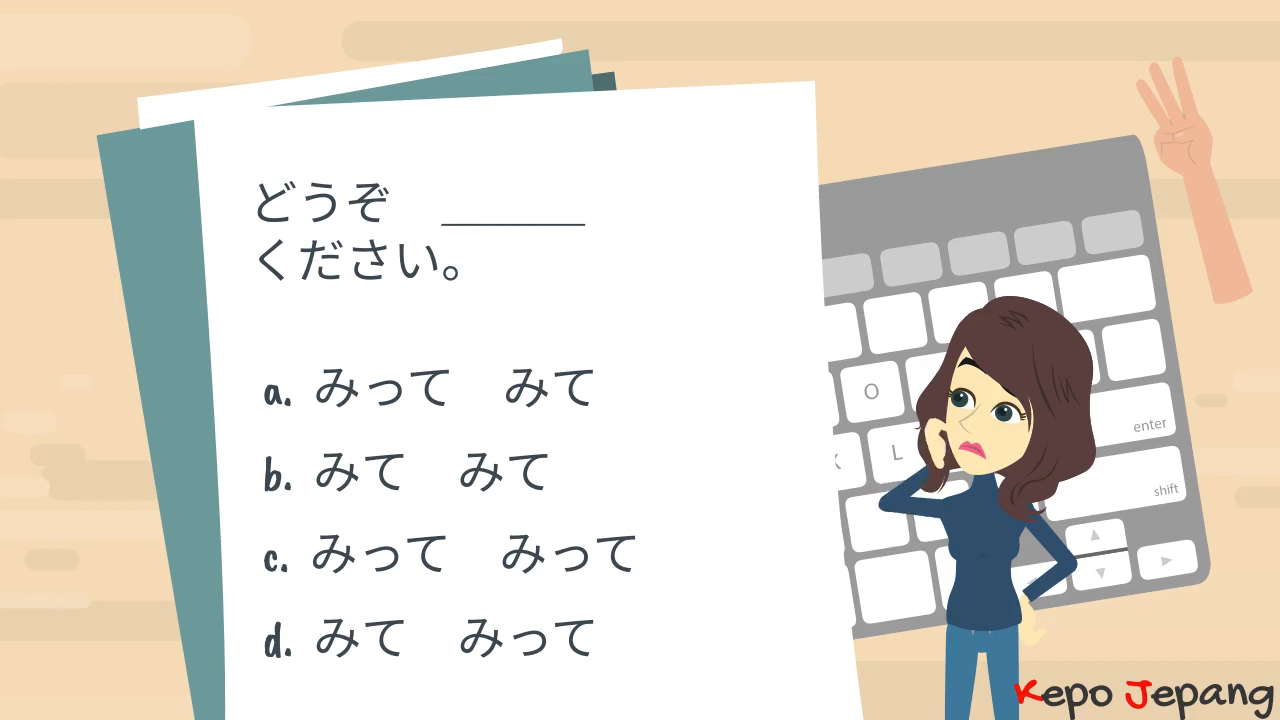 どうぞ ______
ください。
a. みって みて
b. みて みて
c. みって みって
d. みて みって
O
L
K
enter
shift
Kepo Jepang